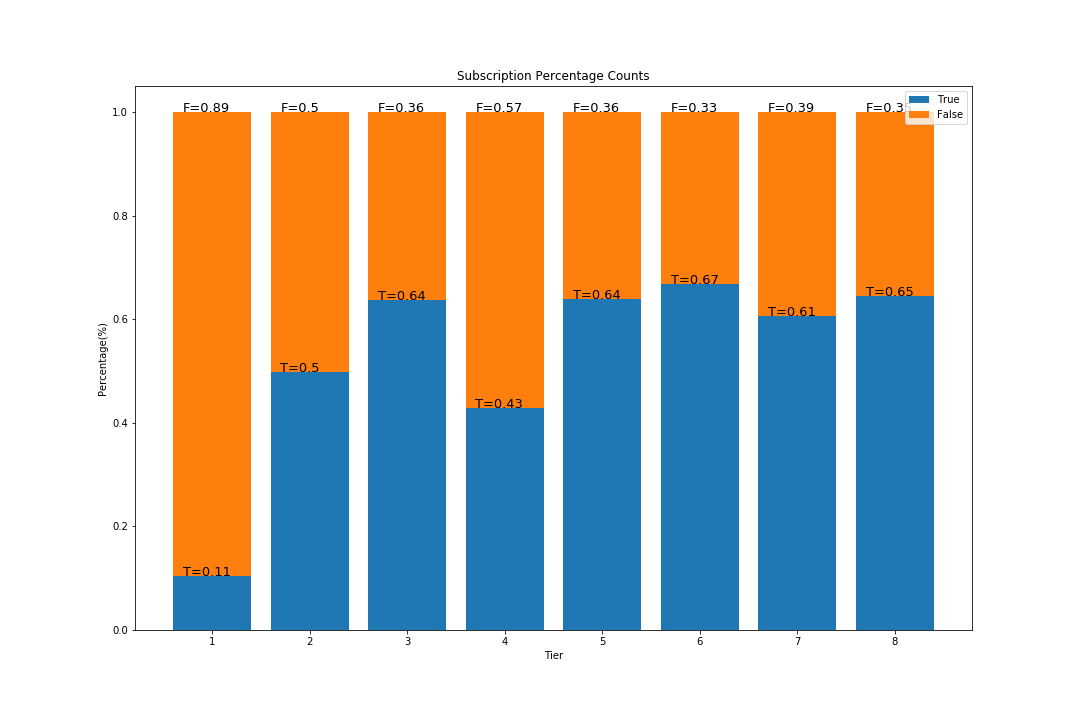 Subscription Percentage Counts
F=0.89 F=0.5 F=0.36 F=0.57 F=0.36 F=0.33 F=0.39 F=0.35
True
False
1.0
0.8
0.6
0.4
0.2
0.0
Percentage(%)
T=0.11 T=0.5 T=0.64 T=0.43 T=0.64 T=0.67 T=0.61 T=0.65
1 2 3 4 5 6 7 8
Tier